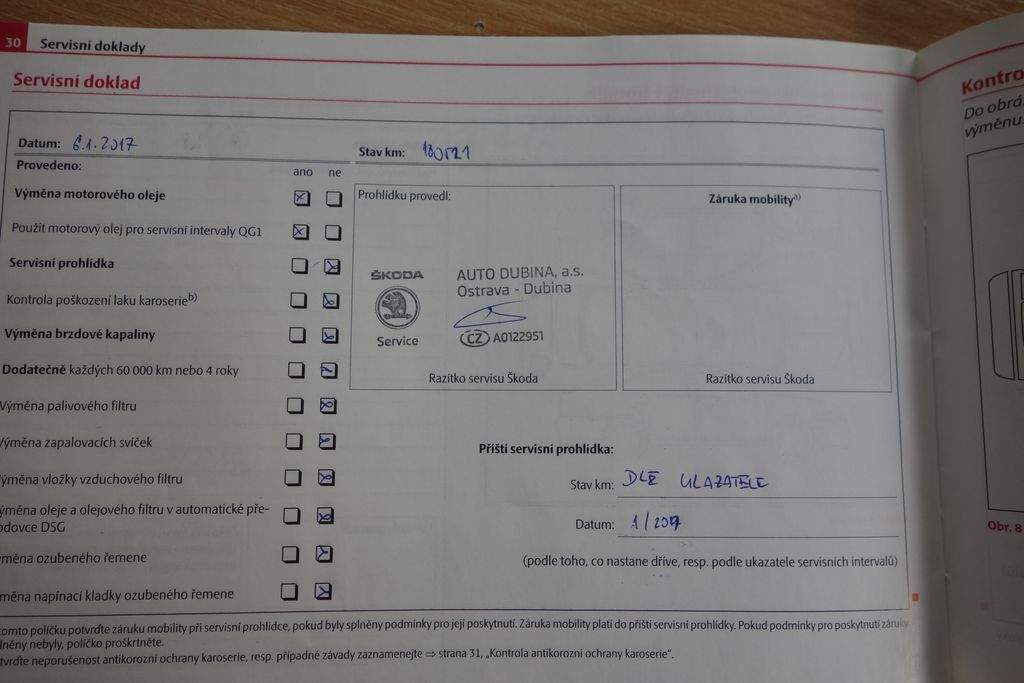 30 Servisní doklady
Servisní doklad
Datum: 6.1.2017
Stav km: 100521
Provedeno:
ano ne
Výměna motorového oleje
Použit motorový olej pro servisní intervaly QG1
Servisní prohlídka
Kontrola poškození laku karoserie b)
Výměna brzdové kapaliny
Dodatečně každých 60 000 km nebo 4 roky
Výměna palivového filtru
Výměna zapalovacích svíček
ýměna vložky vzduchového filtru
ýměna oleje a olejového filtru v automatické pře-
odovce DSG
měna ozubeného řemene
měna napínací kladky ozubeného řemene
Prohlídku provedl:
ŠKODA
Service
AUTO DUBINA, a.s.
Ostrava - Dubina
CZ A0122951
Razítko servisu Škoda
Záruka mobility a)
Razítko servisu Škoda
Příští servisní prohlídka:
Stav km: DLE UKAZATELE
Datum: 1/
(podle toho, co nastane dříve, resp. podle ukazatele servisních intervalů)
tomto políčku potvrďte záruku mobility při servisní prohlídce, pokud byly splněny podmínky pro její poskytnutí. Záruka mobility platí do příští servisní prohlídky. Pokud podmínky pro poskytnutí záruky
lněny nebyly, políčko proškrtněte.
tvrďte neporušenost antikorozní ochrany karoserie, resp. případné závady zaznamenejte ⇒ strana 31, „Kontrola antikorozní ochrany karoserie“.
Kontro
Do obrá
výměnu.
Obr. 8